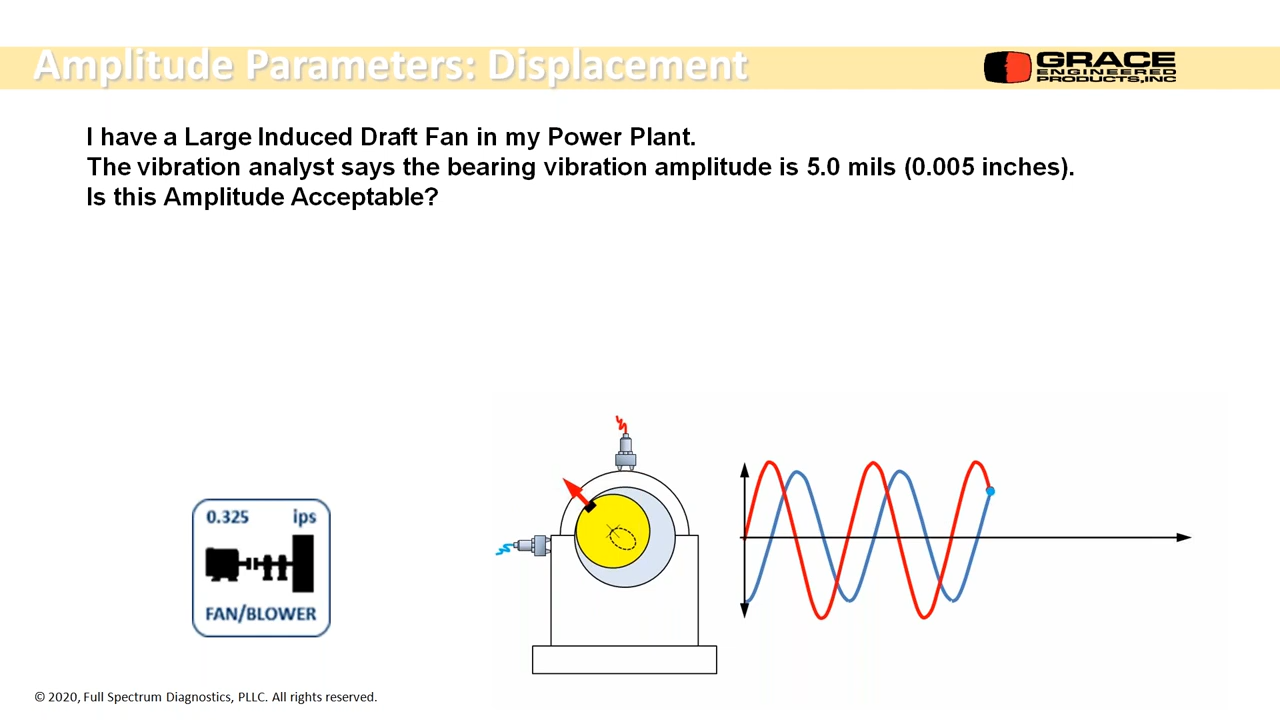 Amplitude Parameters: Displacement
GRACE
ENGINEERED
PRODUCTS, INC
I have a Large Induced Draft Fan in my Power Plant.
The vibration analyst says the bearing vibration amplitude is 5.0 mils (0.005 inches).
Is this Amplitude Acceptable?
0.325 ips
FAN/BLOWER
© 2020, Full Spectrum Diagnostics, PLLC. All rights reserved.